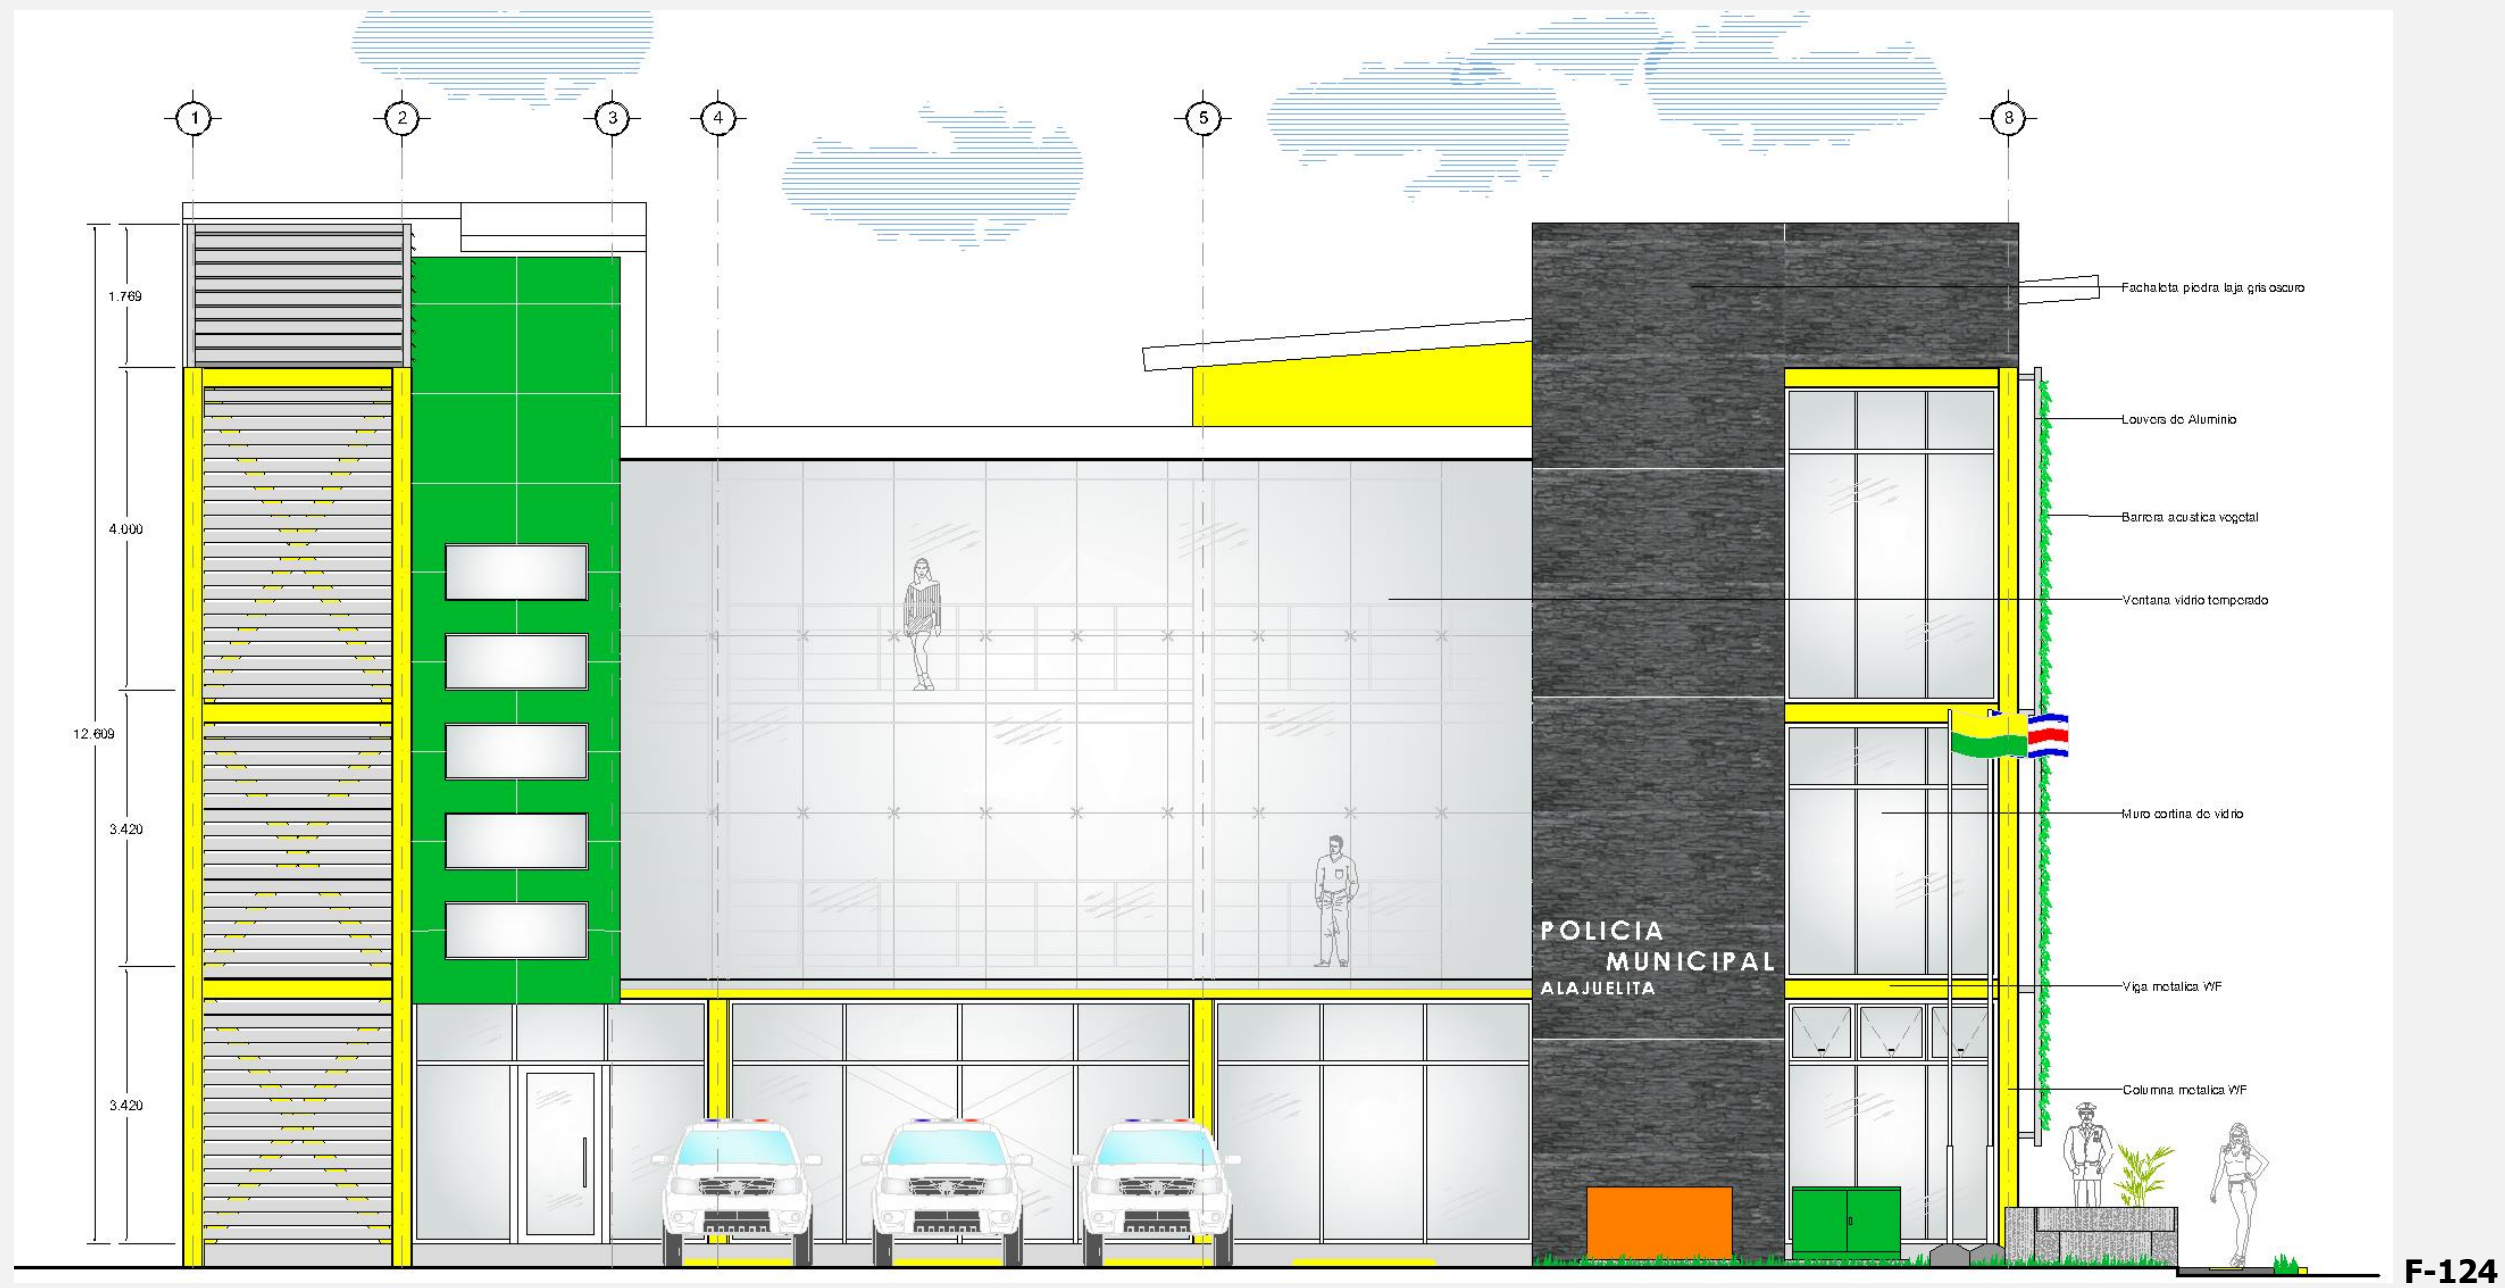 1 2 3 4 5 8
1.769
4.000
12.609
3.420
3.420
Fachaleta piedra laja gris oscuro
Louvers de Aluminio
Barrera acustica vegetal
Ventana vidrio temperado
Muro cortina de vidrio
Viga metalica WF
Columna metalica WF
POLICIA
MUNICIPAL
ALAJUELITA
F-124